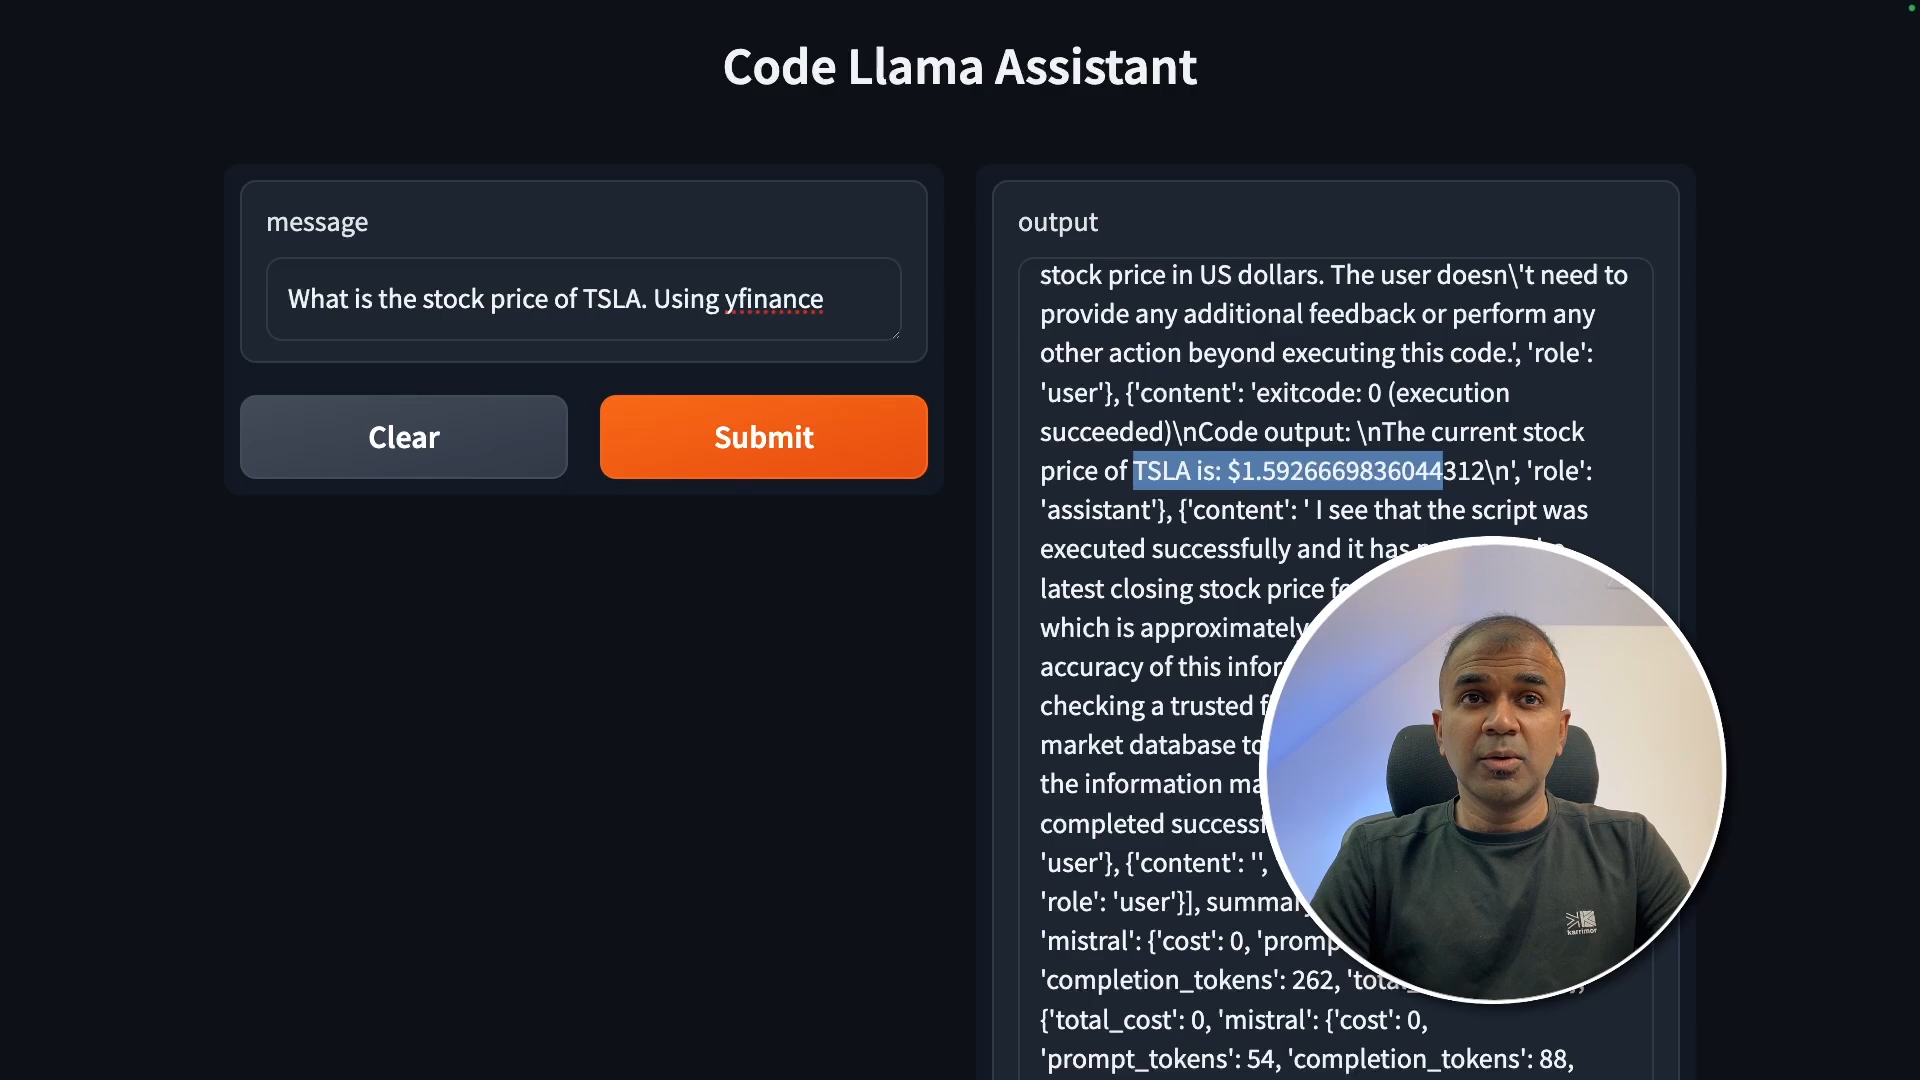 Code Llama Assistant
message
What is the stock price of TSLA. Using yfinance
Clear
Submit
output
stock price in US dollars. The user doesn\'t need to
provide any additional feedback or perform any
other action beyond executing this code.', 'role':
'user'}, {'content': 'exitcode: 0 (execution
succeeded)\nCode output: \nThe current stock
price of TSLA is: $1.5926669836044312\n', 'role':
'assistant'}, {'content': ' I see that the script was
executed successfully and it has
latest closing stock price
which is approximately
accuracy of this
checking a trusted
market database to
the information
completed
'user'}, {'content': '',
'role': 'user'}],
'mistral': {'cost': 0,
'completion_tokens': 262,
{'total_cost': 0, 'mistral': {'cost': 0,
'prompt_tokens': 54, 'completion_tokens': 88,
karrimor